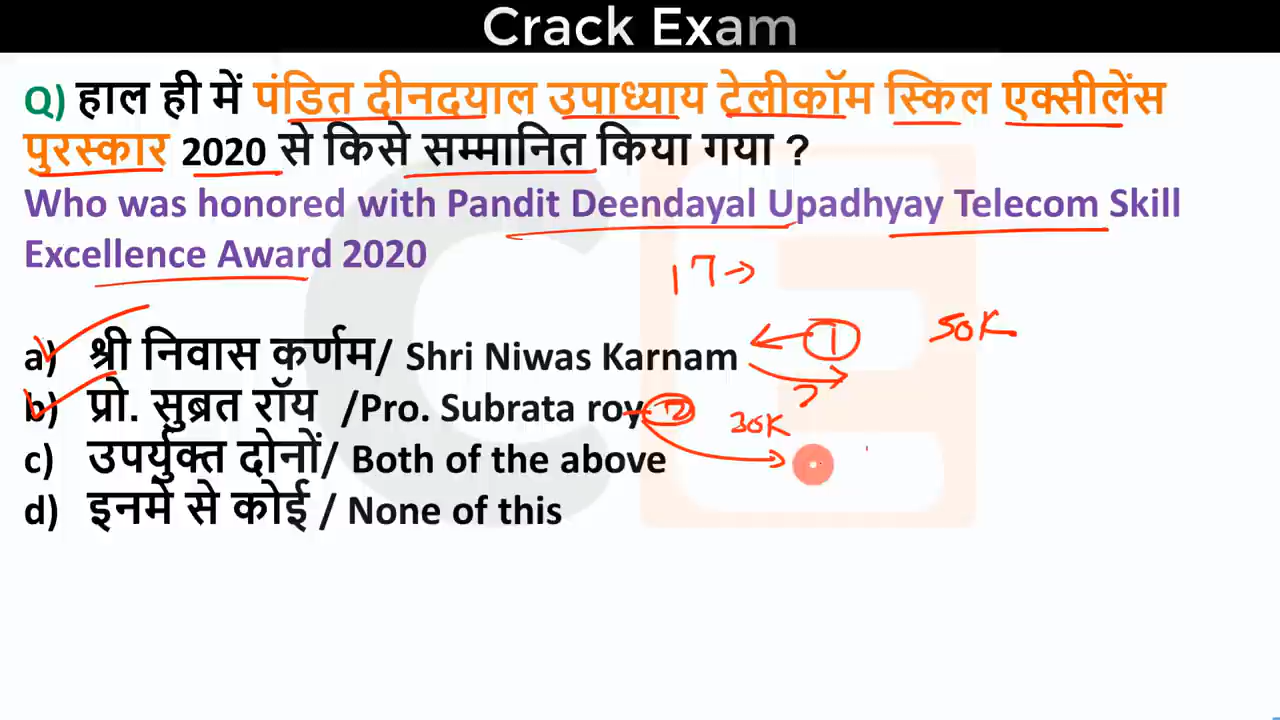 Crack Exam
Q) हाल ही में पंडित दीनदयाल उपाध्याय टेलीकॉम स्किल एक्सीलेंस
पुरस्कार 2020 से किसे सम्मानित किया गया ?
Who was honored with Pandit Deendayal Upadhyay Telecom Skill
Excellence Award 2020
17
a) श्री निवास कर्णम/ Shri Niwas Karnam 1 50K
b) प्रो. सुब्रत रॉय /Pro. Subrata roy 2 30K
c) उपर्युक्त दोनों/ Both of the above
d) इनमे से कोई / None of this